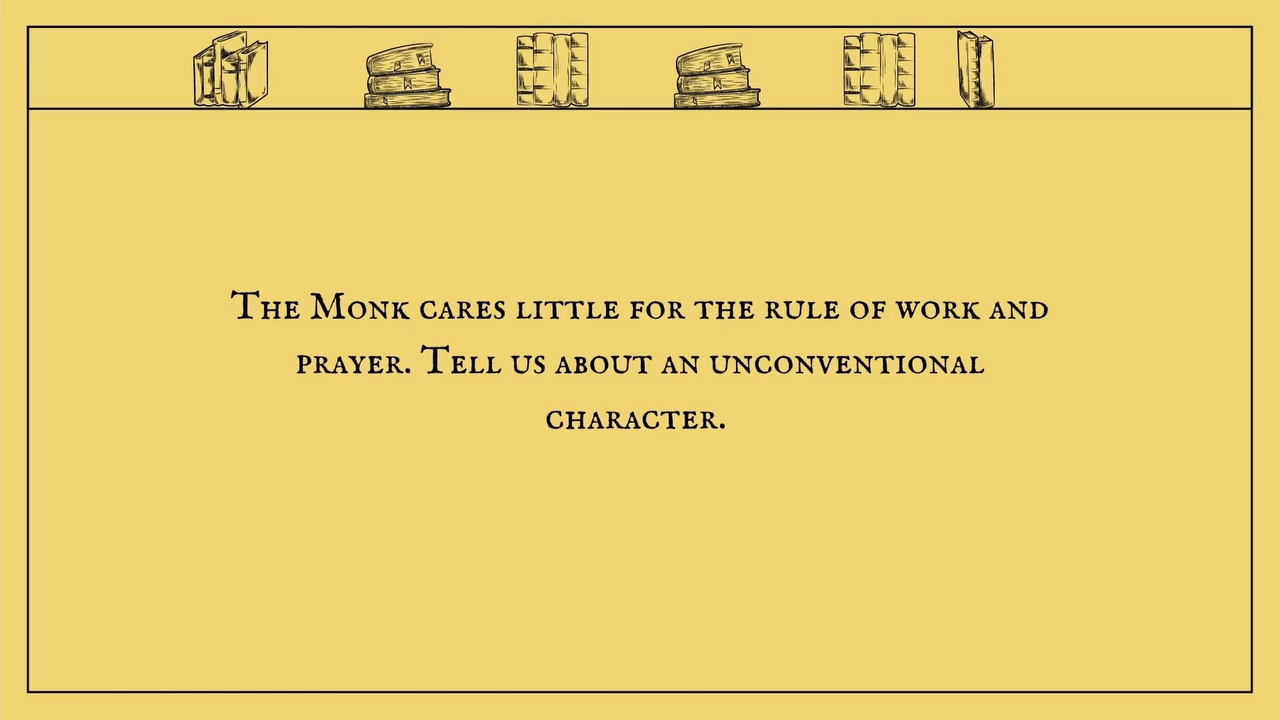 The Monk cares little for the rule of work and
prayer. Tell us about an unconventional
character.